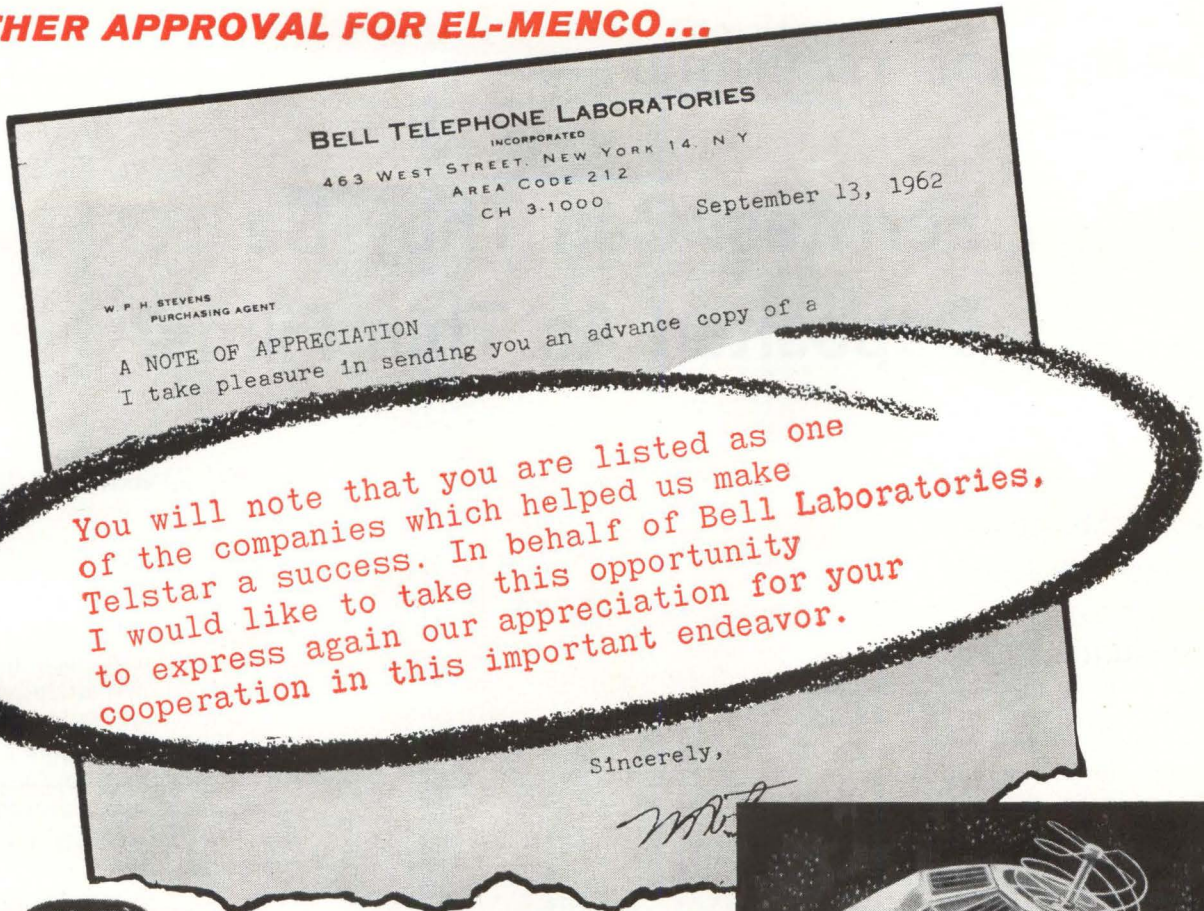 THER APPROVAL FOR EL-MENCO...
BELL TELEPHONE LABORATORIES
INCORPORATED
463 WEST STREET, NEW YORK 14, N Y
AREA CODE 212
CH 3-1000
September 13, 1962
W. P. H. STEVENS
PURCHASING AGENT
A NOTE OF APPRECIATION
I take pleasure in sending you an advance copy of a
You will note that you are listed as one
of the companies which helped us make
Telstar a success. In behalf of Bell Laboratories,
I would like to take this opportunity
to express again our appreciation for your
cooperation in this important endeavor.
Sincerely,